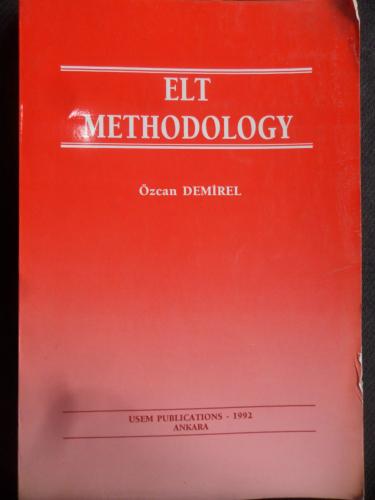 ELT
METHODOLOGY
Özcan DEMİREL
USEM PUBLICATIONS - 1992
ANKARA